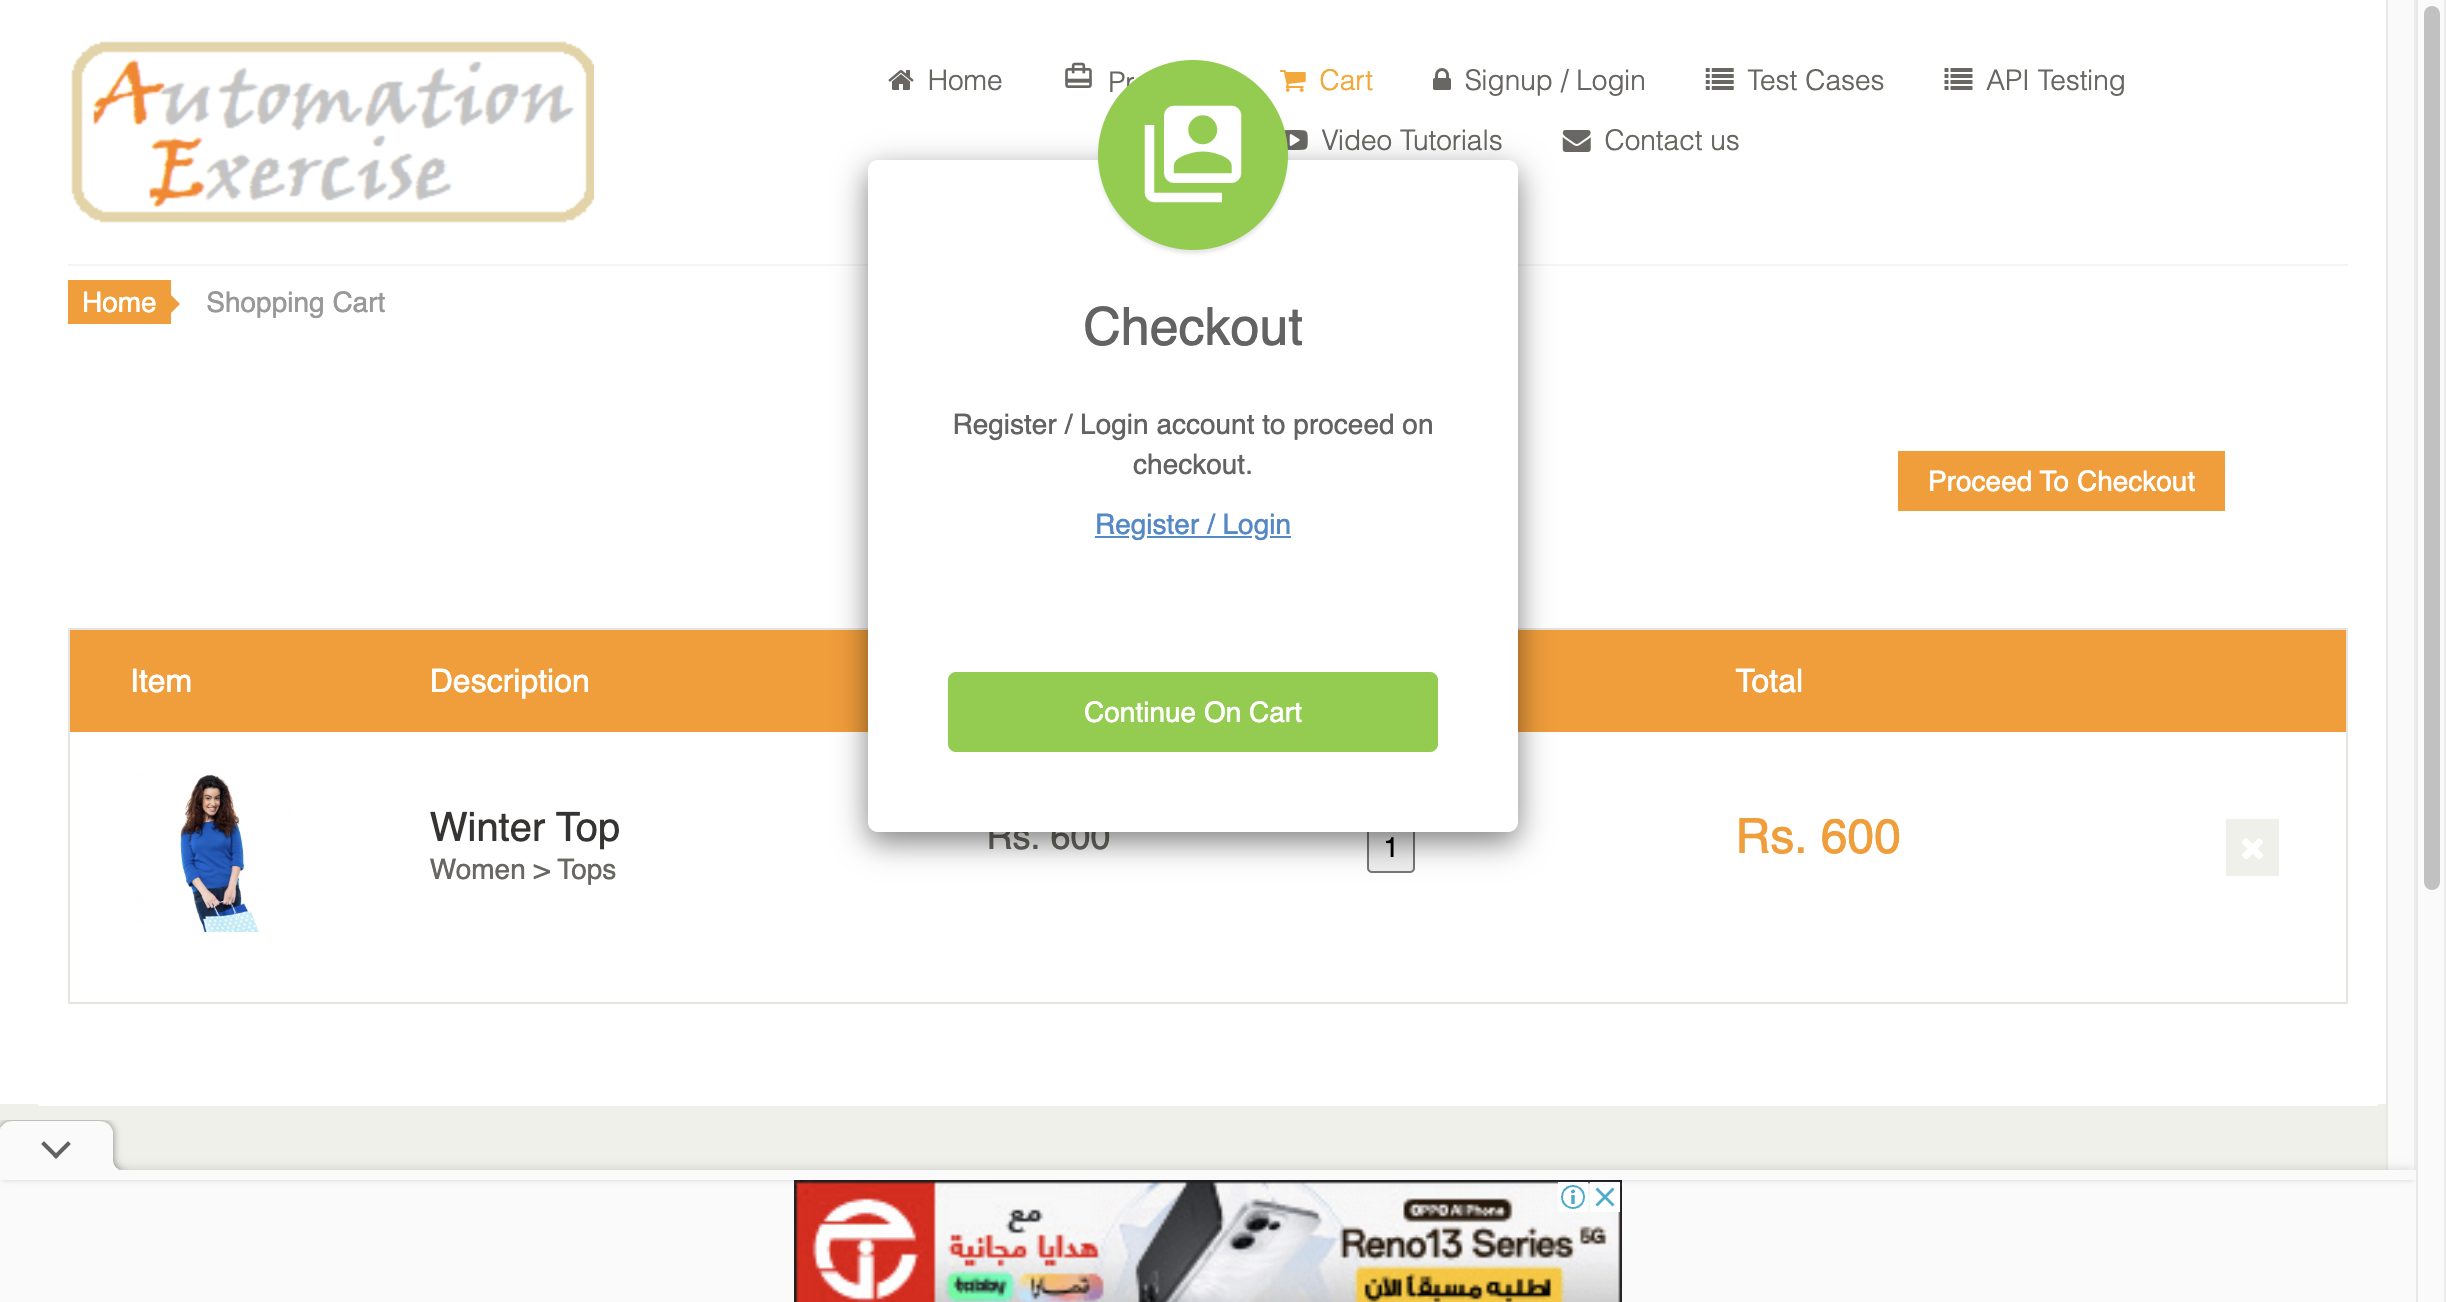 Automation
Exercise
Home
Cart
Signup / Login
Test Cases
API Testing
Video Tutorials
Contact us
Home
Shopping Cart
Checkout
Register / Login account to proceed on
checkout.
Register / Login
Continue On Cart
Proceed To Checkout
Item
Description
Total
Winter Top
Women > Tops
Rs. 600
1
Rs. 600
مع
هدايا مجانية
tabby
تمارا
OPPO AI Phone
Reno13 Series 5G
اطلبه مسبقاً الآن